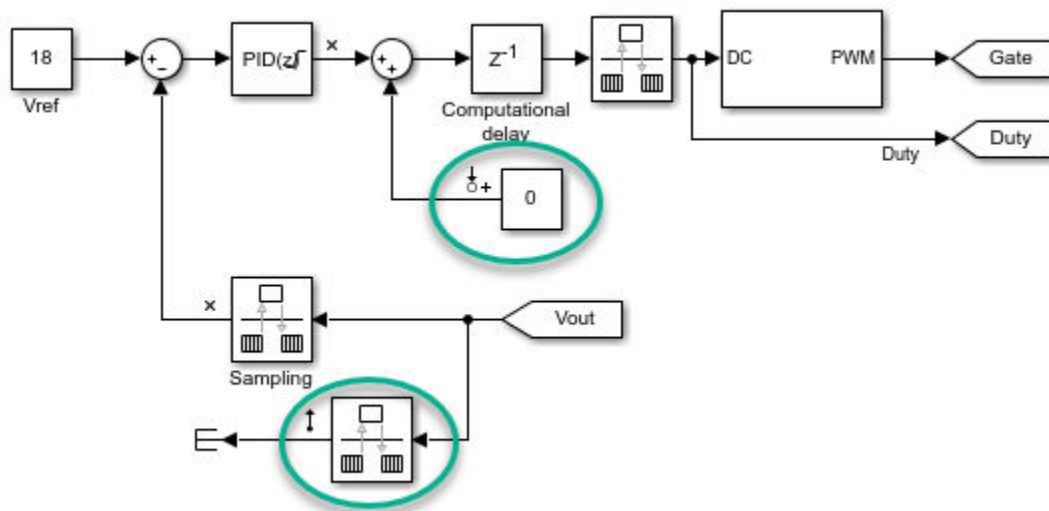 18
Vref
+
−
PID(z)
+
+
Z-1
Computational
delay
0
+
DC
PWM
Gate
Duty
Duty
Vout
Sampling